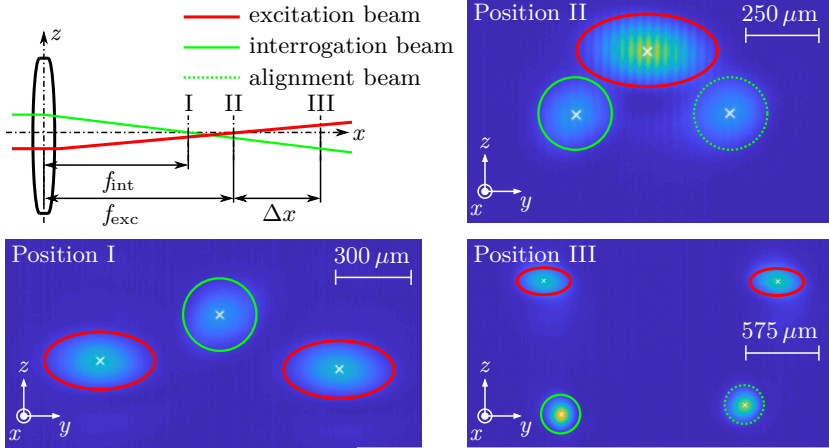 z
excitation beam
interrogation beam
alignment beam
I II III
x
f_int
f_exc
Δx
Position II
250 μm
z
x
y
Position I
300 μm
z
x
y
Position III
575 μm
z
x
y